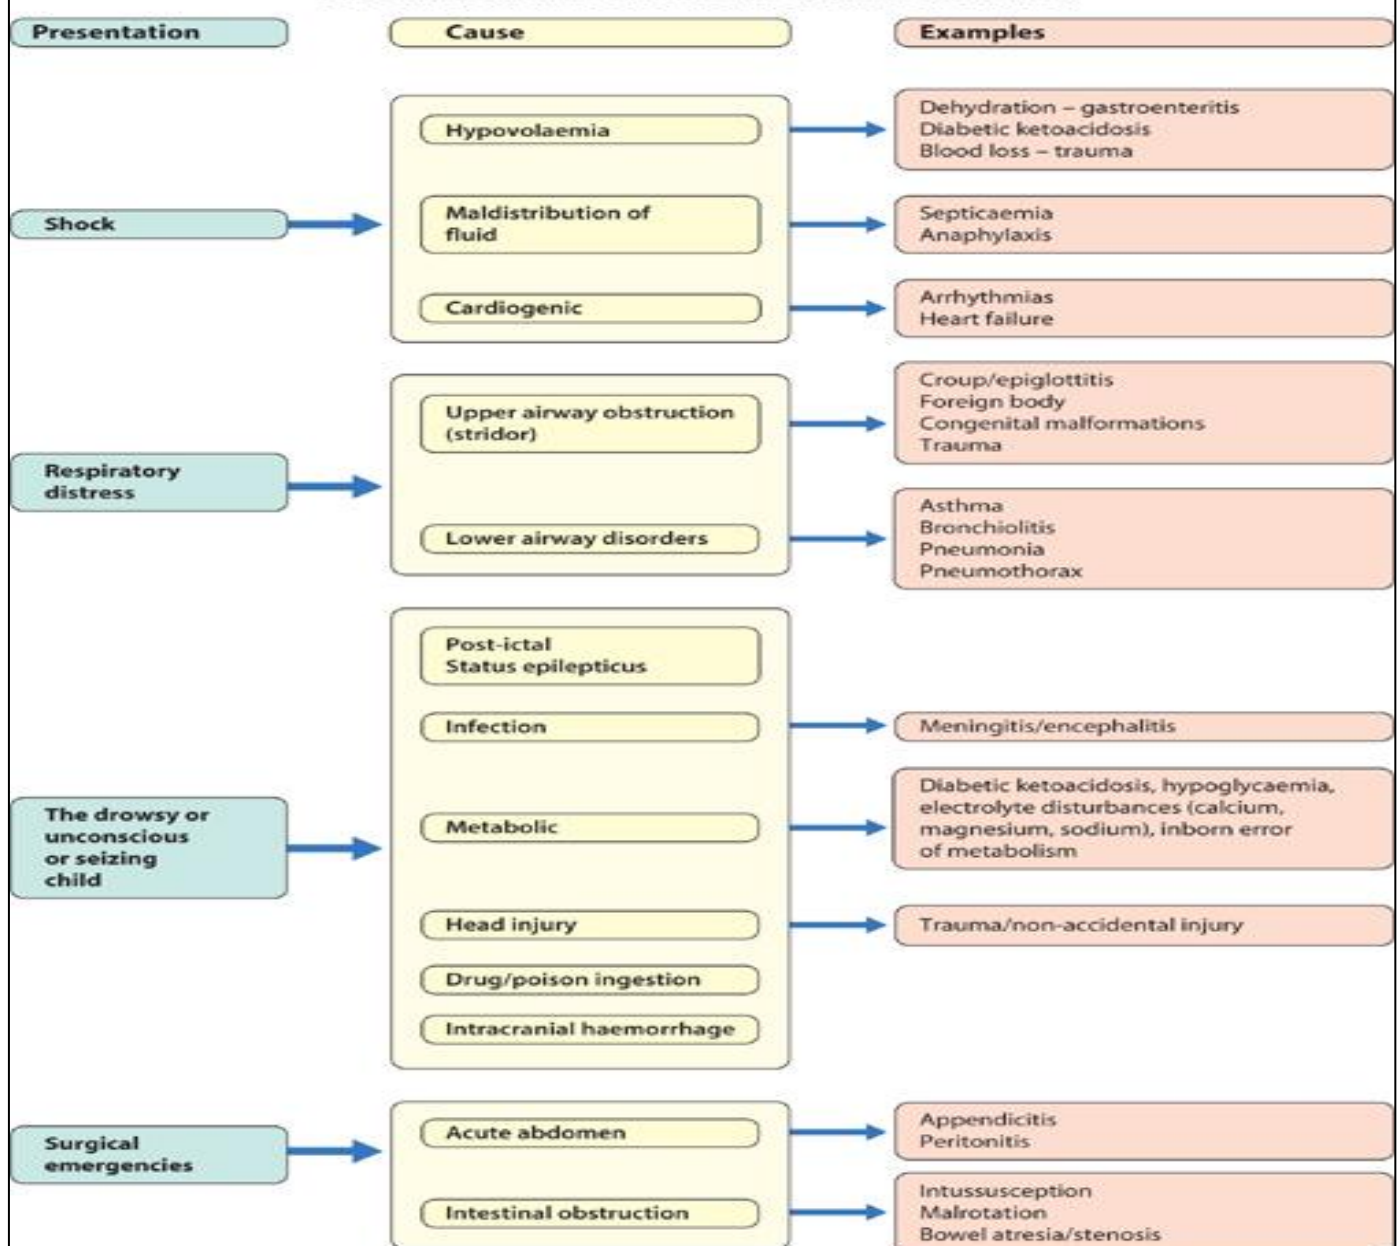 Presentation
Cause
Examples
Shock
Hypovolaemia
Dehydration – gastroenteritis
Diabetic ketoacidosis
Blood loss – trauma
Maldistribution of
fluid
Septicaemia
Anaphylaxis
Cardiogenic
Arrhythmias
Heart failure
Respiratory
distress
Upper airway obstruction
(stridor)
Croup/epiglottitis
Foreign body
Congenital malformations
Trauma
Lower airway disorders
Asthma
Bronchiolitis
Pneumonia
Pneumothorax
The drowsy or
unconscious
or seizing
child
Post-ictal
Status epilepticus
Infection
Meningitis/encephalitis
Metabolic
Diabetic ketoacidosis, hypoglycaemia,
electrolyte disturbances (calcium,
magnesium, sodium), inborn error
of metabolism
Head injury
Trauma/non-accidental injury
Drug/poison ingestion
Intracranial haemorrhage
Surgical
emergencies
Acute abdomen
Appendicitis
Peritonitis
Intestinal obstruction
Intussusception
Malrotation
Bowel atresia/stenosis